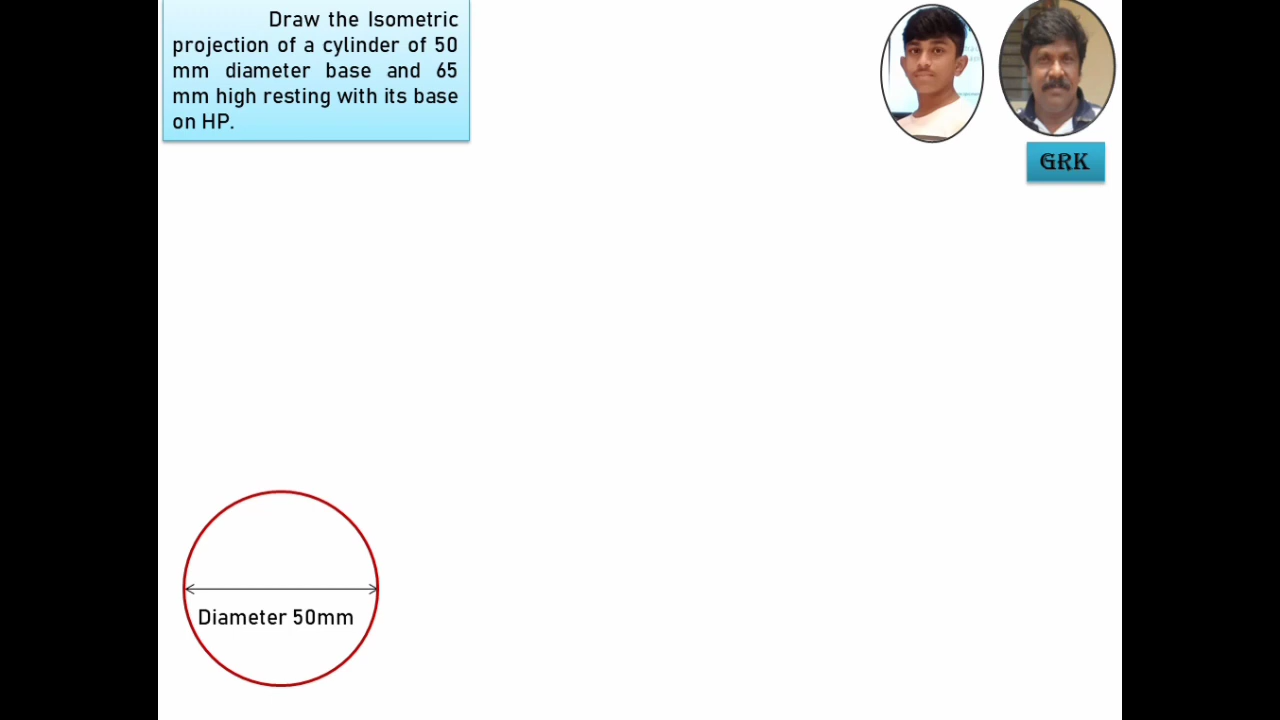 Draw the Isometric
projection of a cylinder of 50
mm diameter base and 65
mm high resting with its base
on HP.
GRK
Diameter 50mm